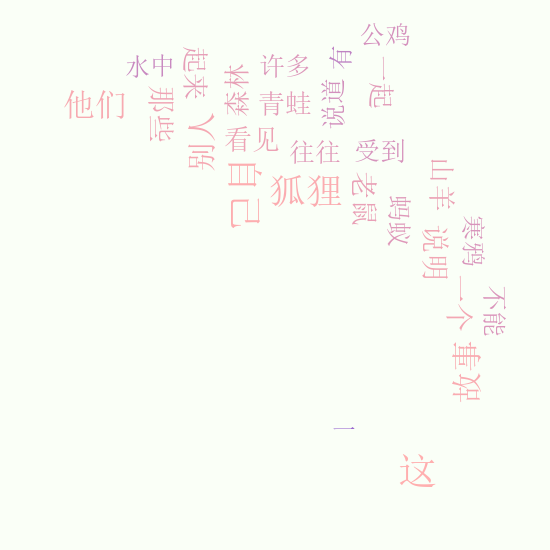 公鸡
有
水中
起来
许多
一起
森林
青蛙
说道
他们
那些
别人
看见
往往
受到
自己
狐狸
老鼠
山羊
蚂蚁
说明
寒鸦
一个
不能
故事
一
这